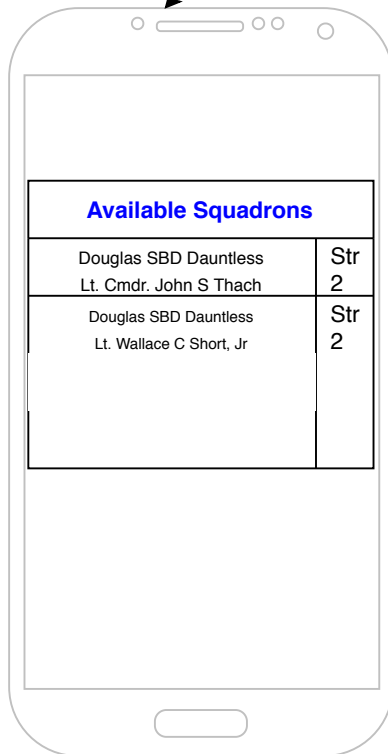 Available Squadrons
Douglas SBD Dauntless
Lt. Cmdr. John S Thach
Str
2
Douglas SBD Dauntless
Lt. Wallace C Short, Jr
Str
2